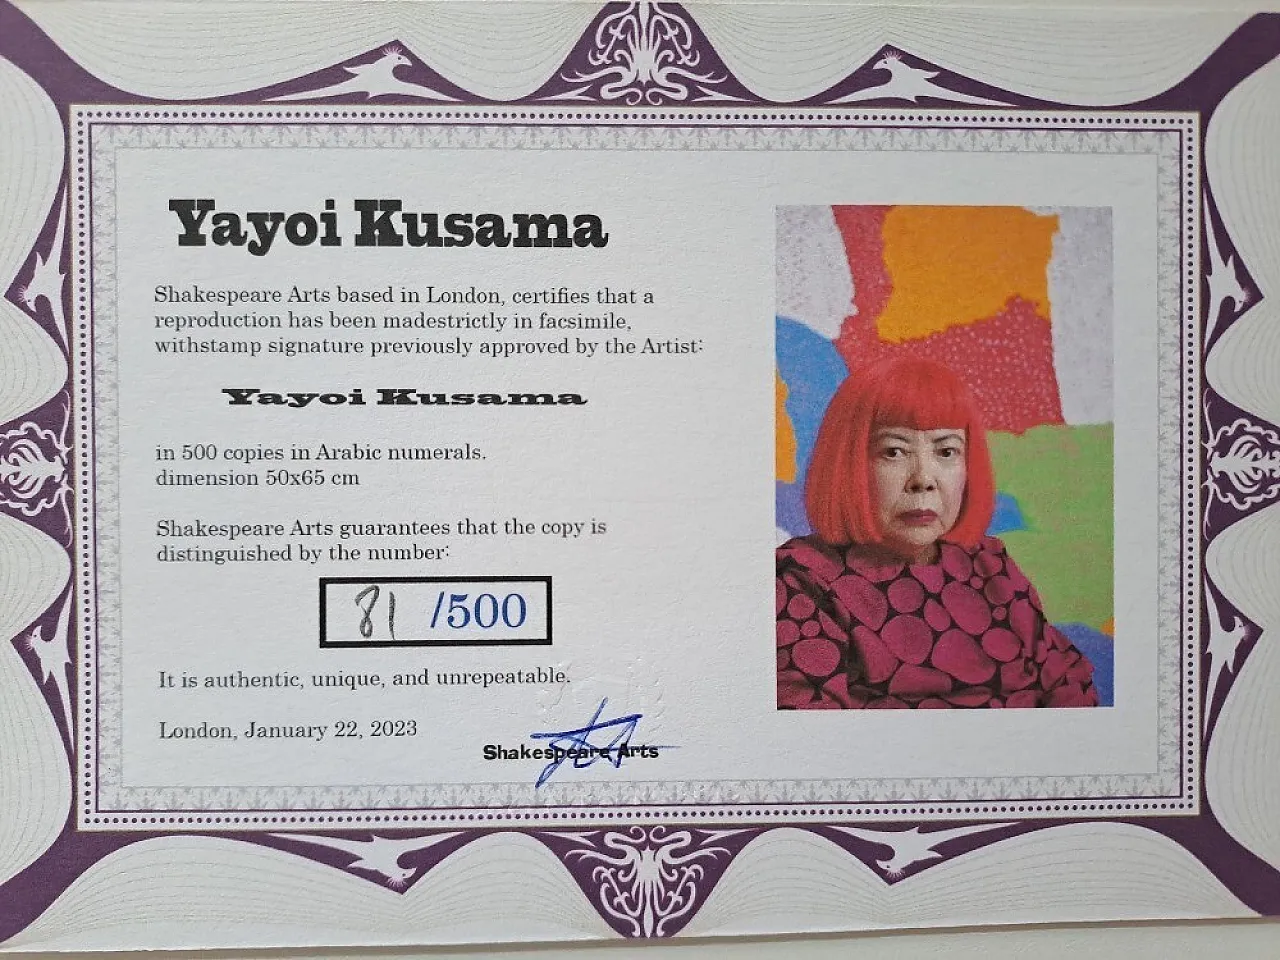 Yayoi Kusama
Shakespeare Arts based in London, certifies that a
reproduction has been madestrictly in facsimile,
withstamp signature previously approved by the Artist:
Yayoi Kusama
in 500 copies in Arabic numerals.
dimension 50x65 cm
Shakespeare Arts guarantees that the copy is
distinguished by the number:
81 /500
It is authentic, unique, and unrepeatable.
London, January 22, 2023
Shakespeare Arts